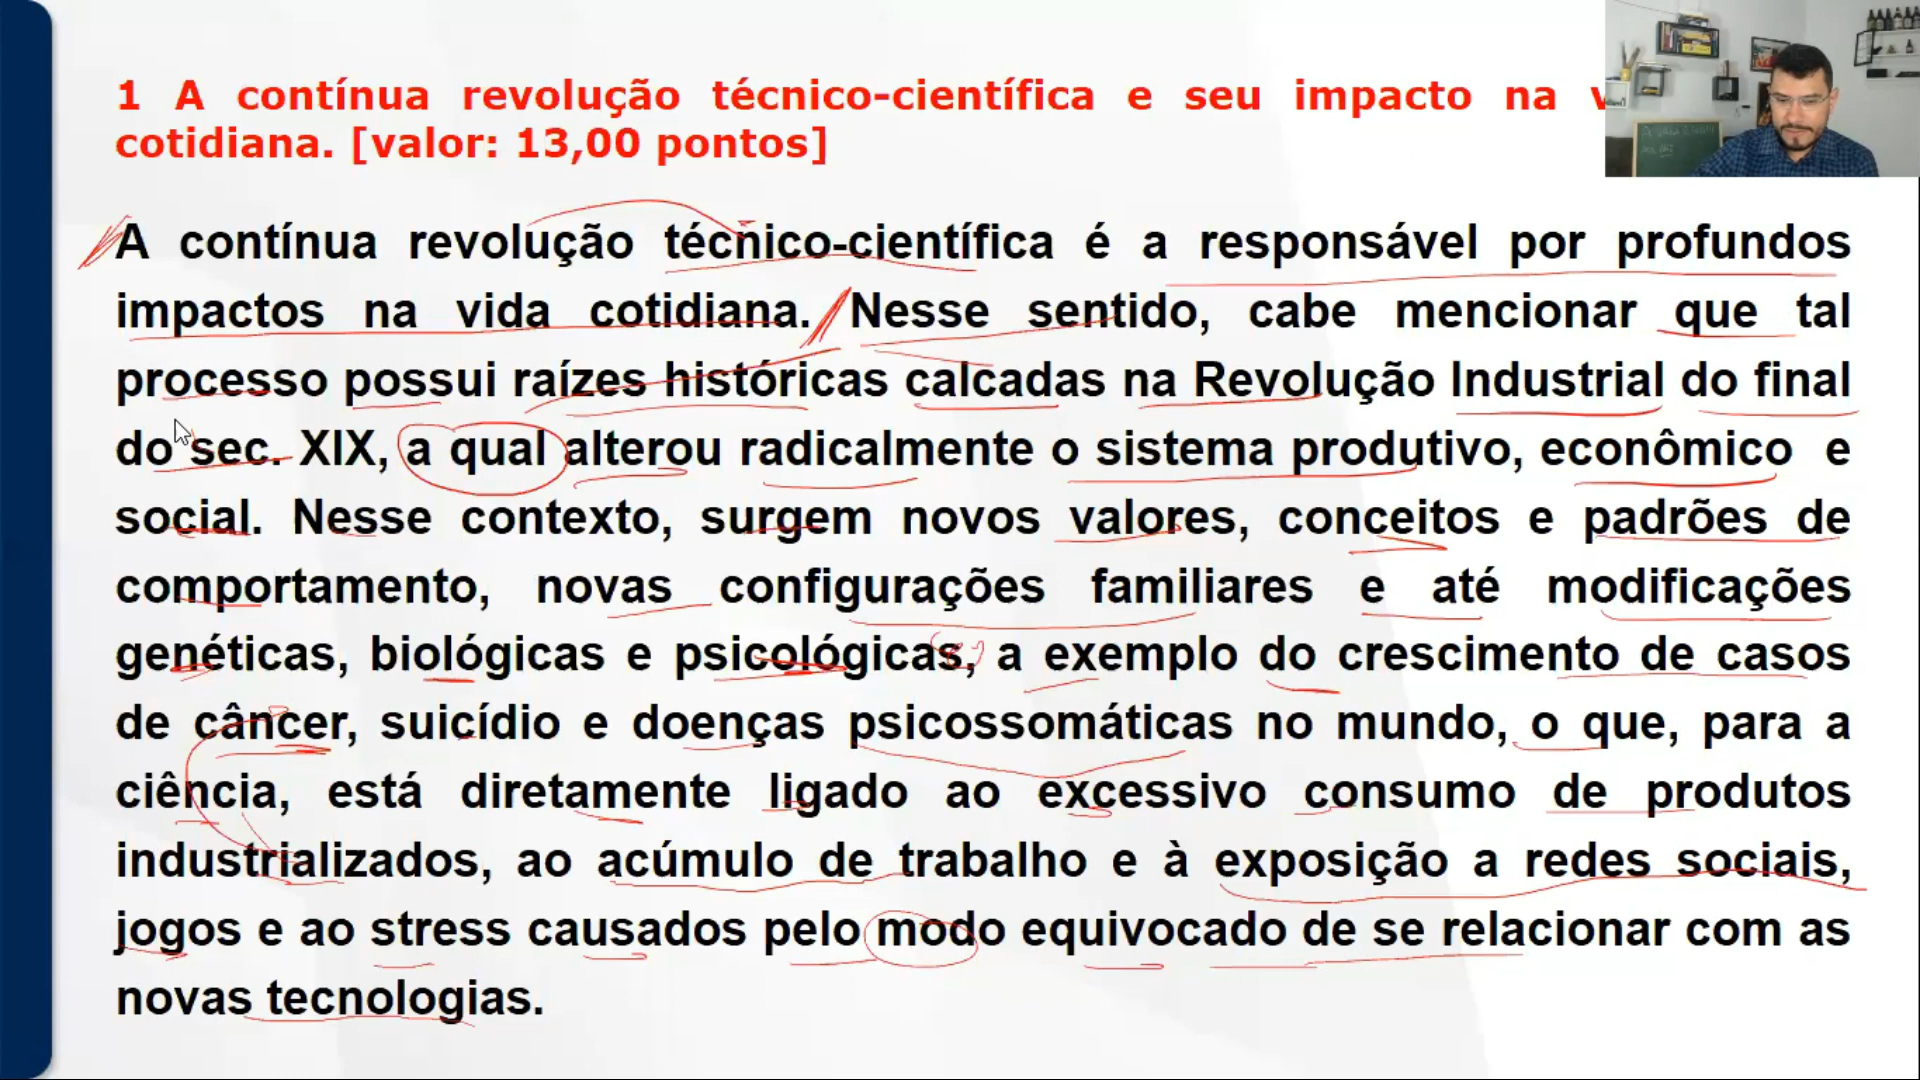 1 A contínua revolução técnico-científica e seu impacto na v
cotidiana. [valor: 13,00 pontos]
A contínua revolução técnico-científica é a responsável por profundos
impactos na vida cotidiana. Nesse sentido, cabe mencionar que tal
processo possui raízes históricas calcadas na Revolução Industrial do final
do sec. XIX, a qual alterou radicalmente o sistema produtivo, econômico e
social. Nesse contexto, surgem novos valores, conceitos e padrões de
comportamento, novas configurações familiares e até modificações
genéticas, biológicas e psicológicas, a exemplo do crescimento de casos
de câncer, suicídio e doenças psicossomáticas no mundo, o que, para a
ciência, está diretamente ligado ao excessivo consumo de produtos
industrializados, ao acúmulo de trabalho e à exposição a redes sociais,
jogos e ao stress causados pelo modo equivocado de se relacionar com as
novas tecnologias.